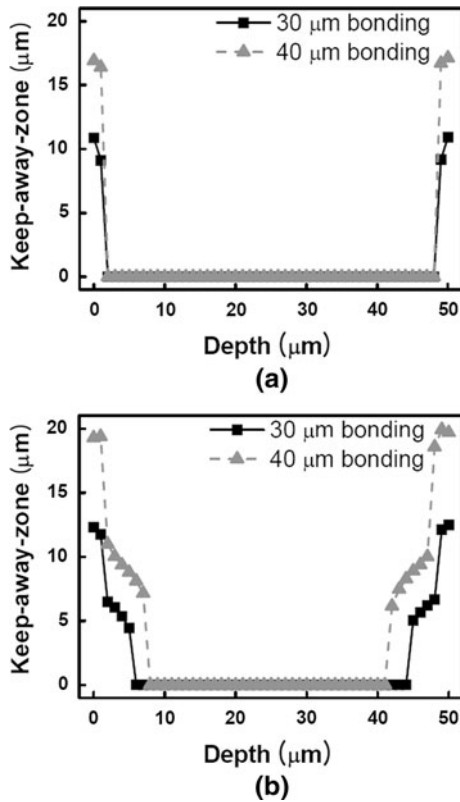 20
15
10
5
0
Keep-away-zone (μm)
30 μm bonding
40 μm bonding
0 10 20 30 40 50
Depth (μm)
(a)
20
15
10
5
0
Keep-away-zone (μm)
30 μm bonding
40 μm bonding
0 10 20 30 40 50
Depth (μm)
(b)